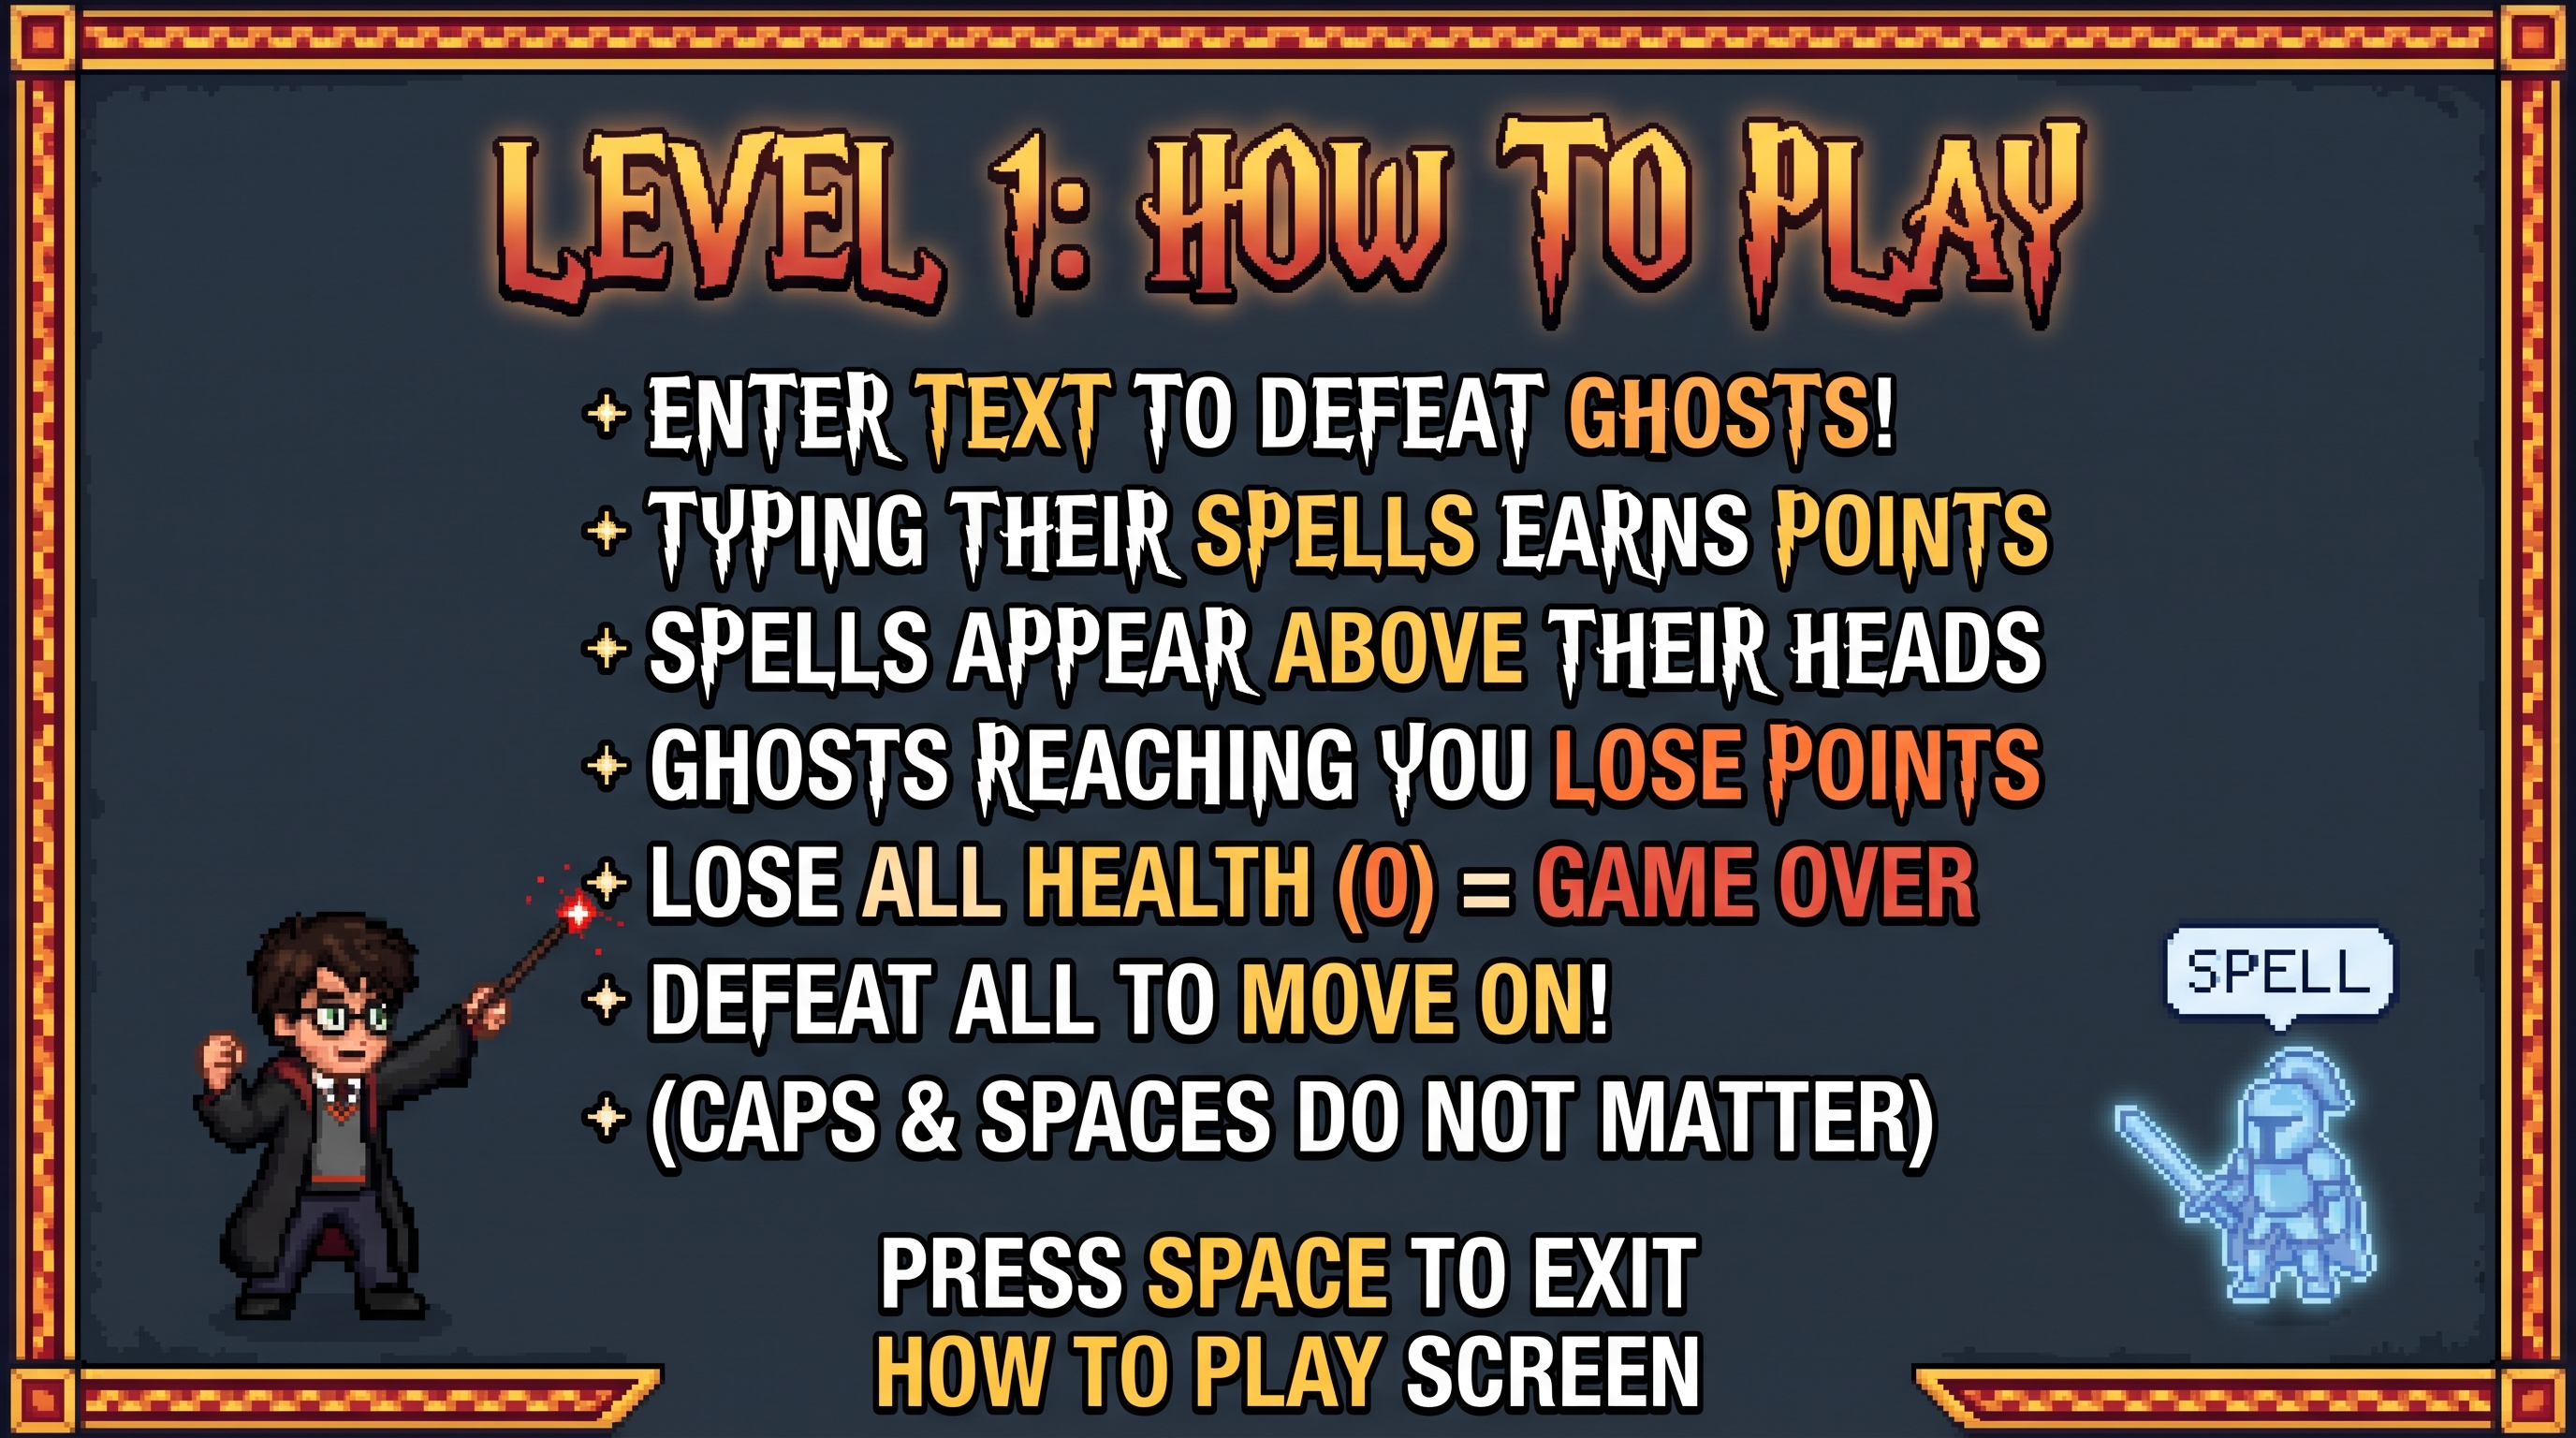 LEVEL 1: HOW TO PLAY
ENTER TEXT TO DEFEAT GHOSTS!
TYPING THEIR SPELLS EARNS POINTS
SPELLS APPEAR ABOVE THEIR HEADS
GHOSTS REACHING YOU LOSE POINTS
LOSE ALL HEALTH (0) = GAME OVER
DEFEAT ALL TO MOVE ON!
(CAPS & SPACES DO NOT MATTER)
SPELL
PRESS SPACE TO EXIT
HOW TO PLAY SCREEN